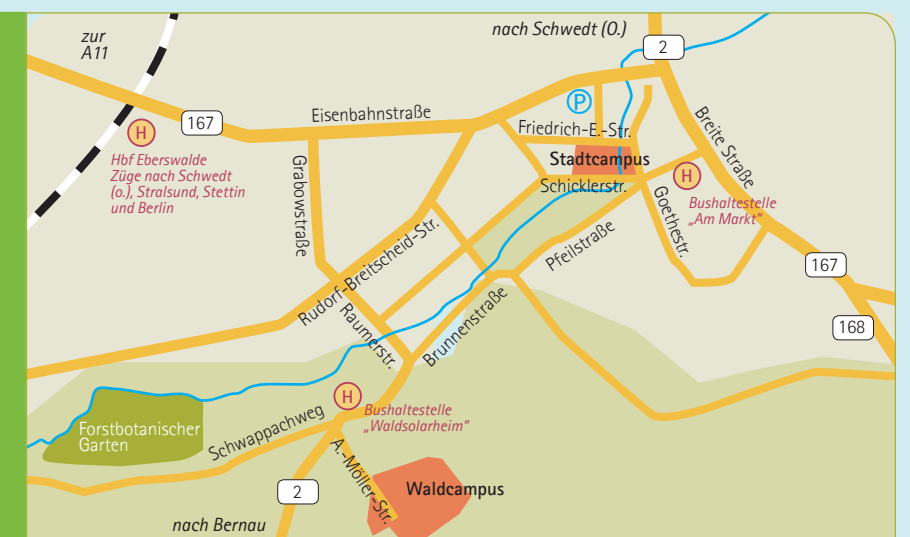 nach Schwedt (O.)
zur
A11
2
P
167
Eisenbahnstraße
Breite Straße
Friedrich-E.-Str.
H
Hbf Eberswalde
Züge nach Schwedt
(o.), Stralsund, Stettin
und Berlin
Stadtcampus
Grabowstraße
Schicklerstr.
H
Bushaltestelle
„Am Markt“
Goethestr.
Pfeilstraße
Rudorf-Breitscheid-Str.
167
Raumerstr.
Brunnenstraße
168
H
Bushaltestelle
„Waldsolarheim“
Forstbotanischer
Garten
Schwappachweg
A.-Möller-Str.
2
Waldcampus
nach Bernau